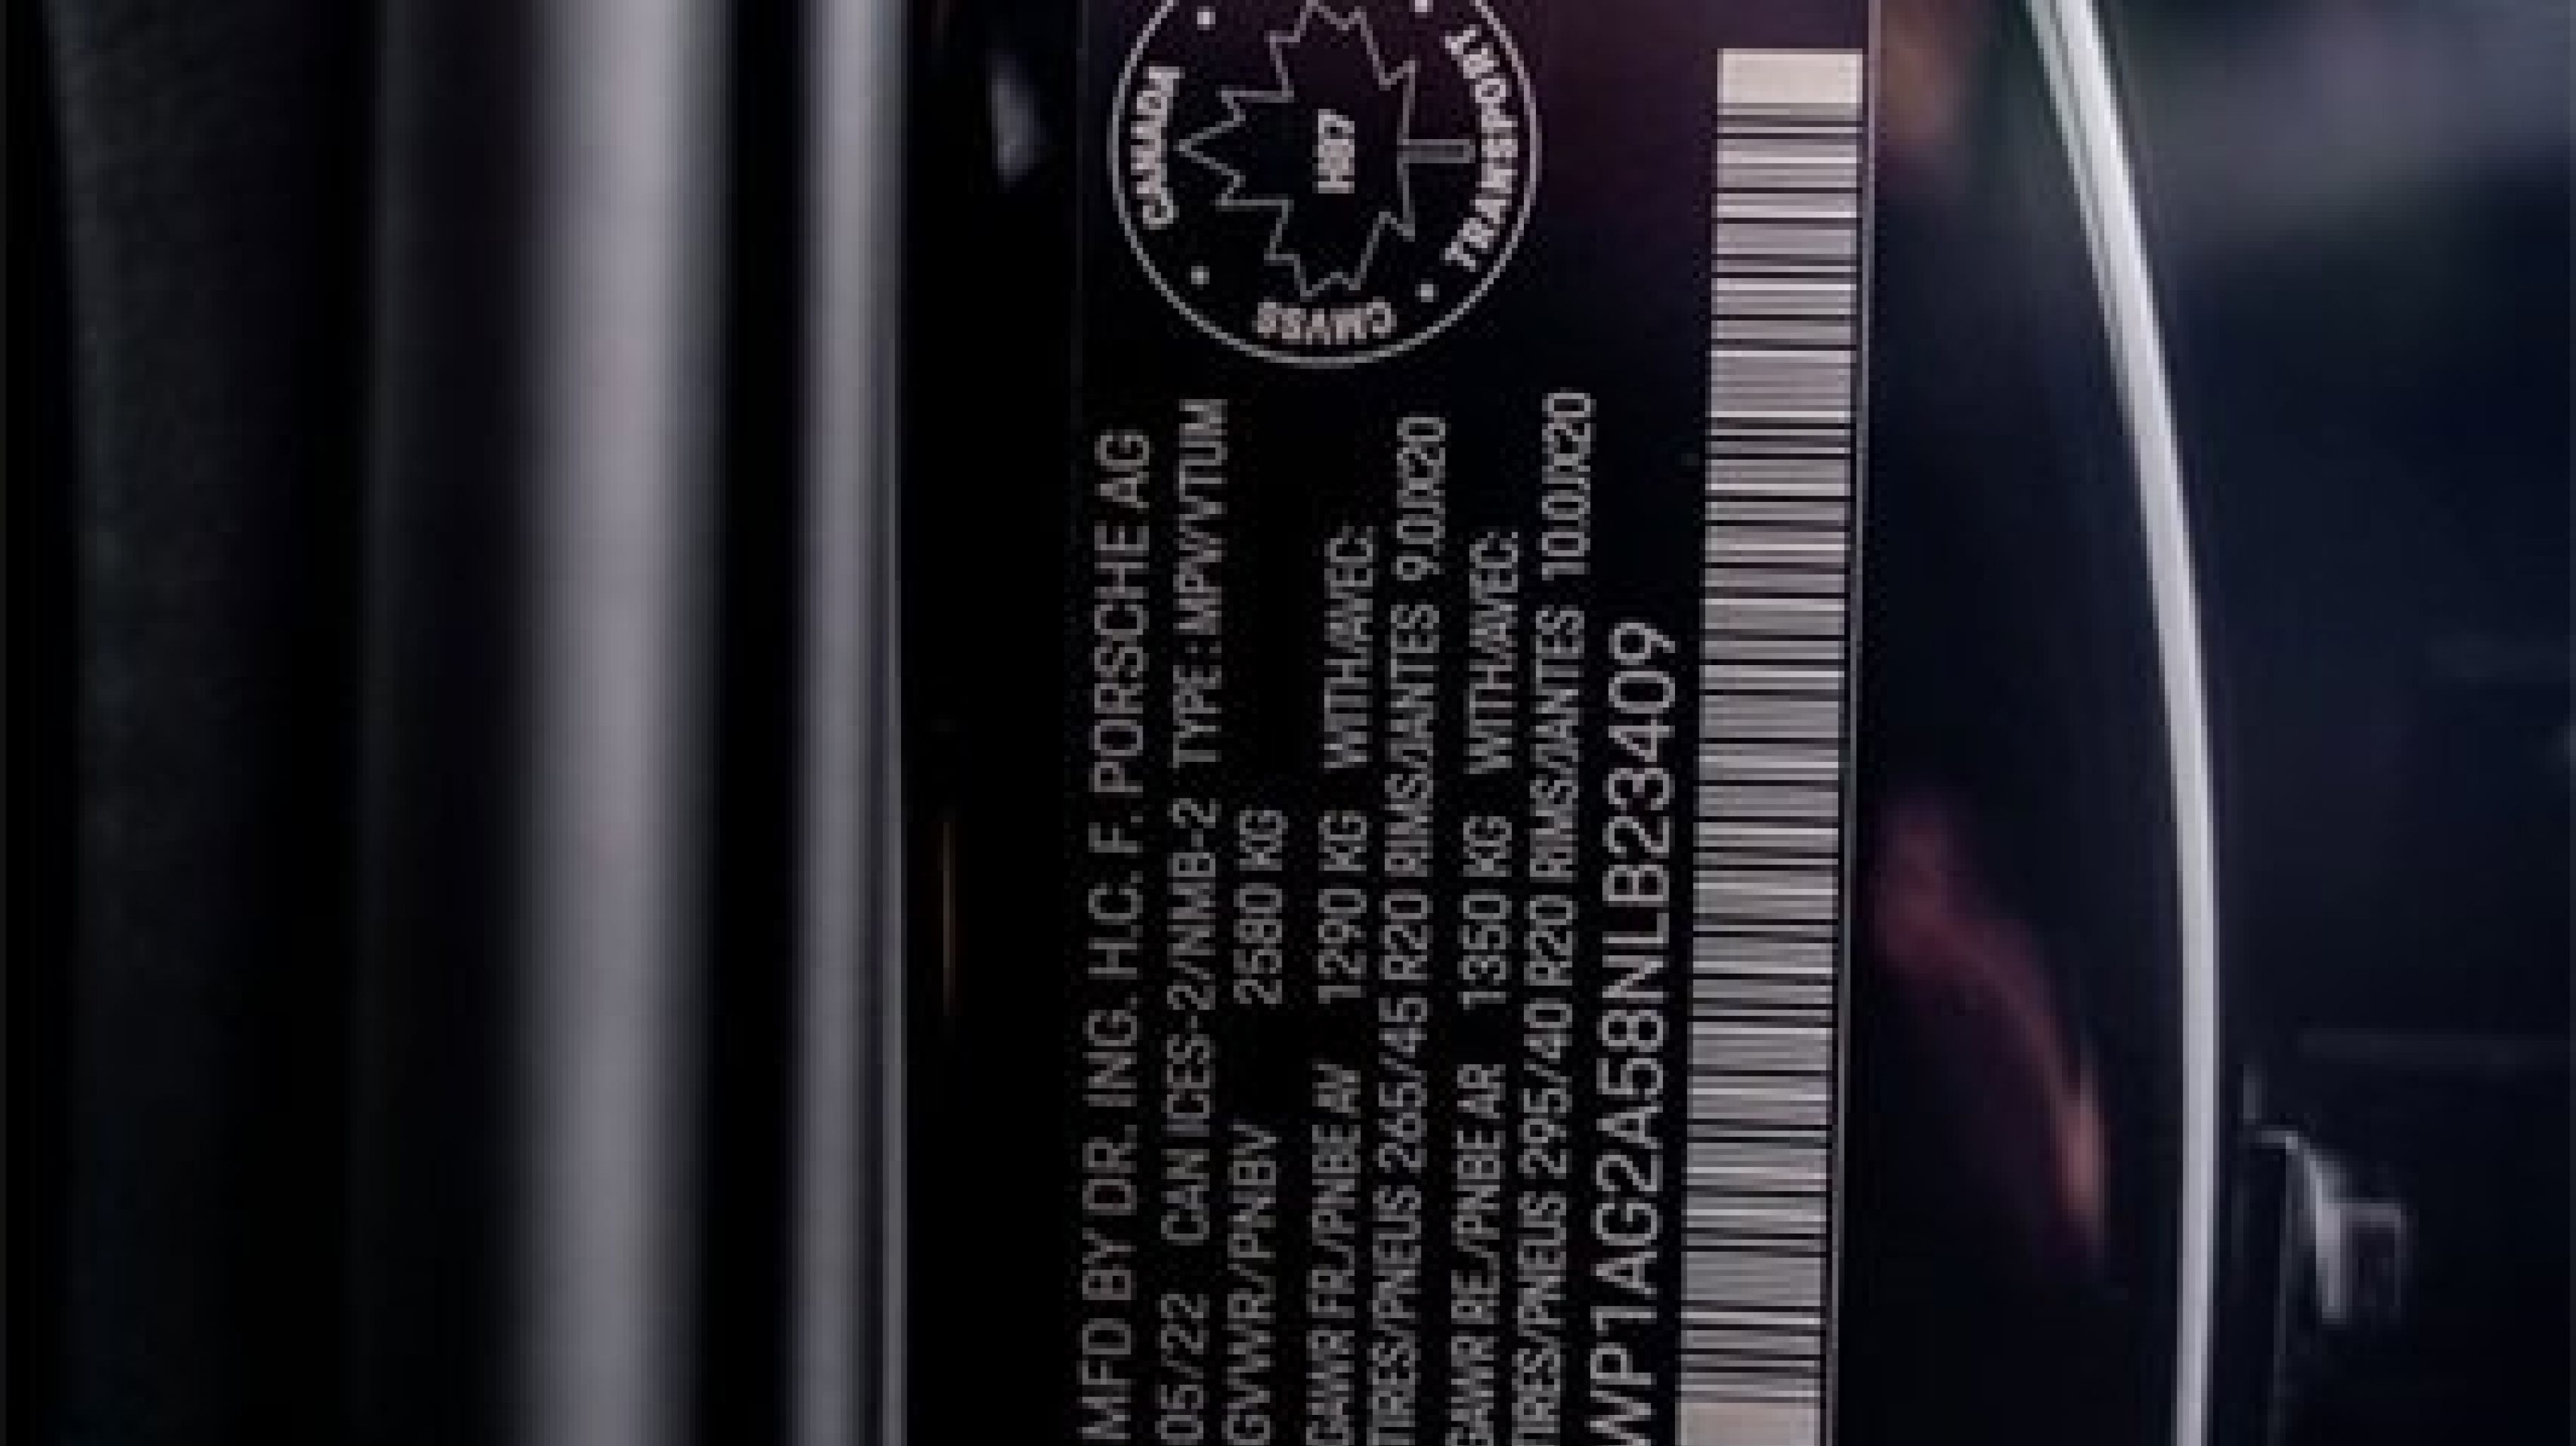 MFD BY DR. ING. H.C. F. PORSCHE AG
05/22 CAN ICES-2/NMB-2 TYPE: MPV/VTUM
GVWR/PNBV 2580 KG
GAWR FR./PNBE AV 1290 KG WITH/AVEC:
TIRES/PNEUS 265/45 R20 RIMS/JANTES 9.0JX20
GAWR RE./PNBE AR 1350 KG WITH/AVEC:
TIRES/PNEUS 295/40 R20 RIMS/JANTES 10.0JX20
WP1AG2A58NLB23409
CANADA
TRANSPORT
CMVSS